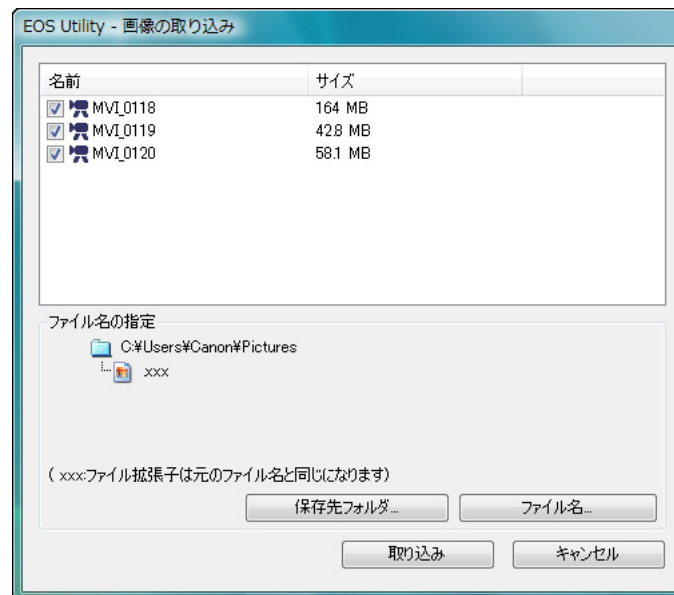 EOS Utility - 画像の取り込み
名前 サイズ
MVI_0118 164 MB
MVI_0119 42.8 MB
MVI_0120 58.1 MB
ファイル名の指定
C:¥Users¥Canon¥Pictures
xxx
( xxx:ファイル拡張子は元のファイル名と同じになります)
保存先フォルダ... ファイル名...
取り込み キャンセル